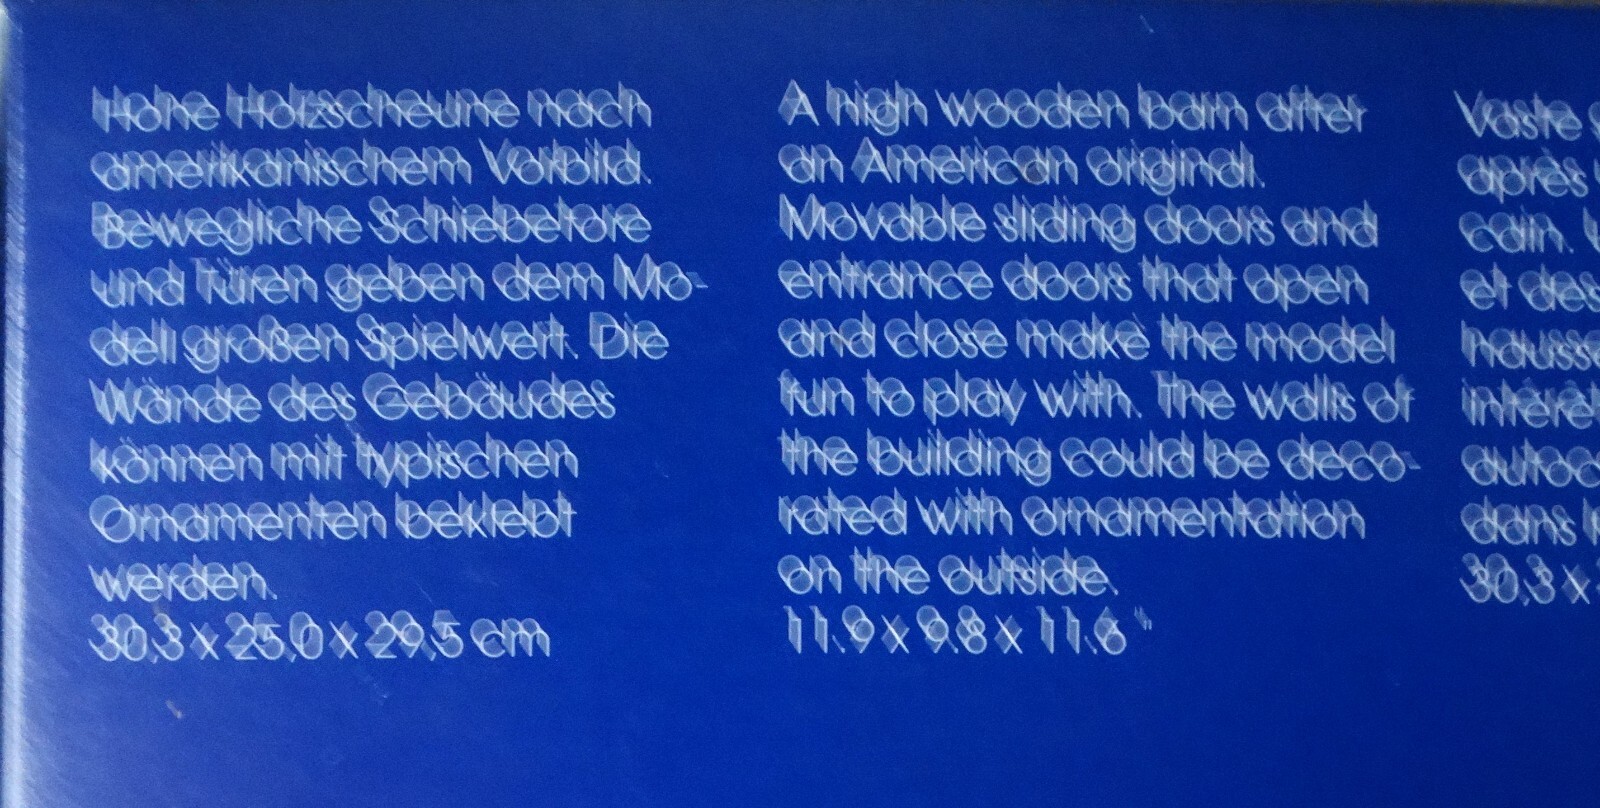 Hohe Holzscheune nach
amerikanischem Vorbild.
Bewegliche Schiebetore
und Türen geben dem Mo-
dell großen Spielwert. Die
Wände des Gebäudes
können mit typischen
Ornamenten beklebt
werden.
30,3 x 25,0 x 29,5 cm
A high wooden barn after
an American original.
Movable sliding doors and
entrance doors that open
and close make the model
fun to play with. The walls of
the building could be deco-
rated with ornamentation
on the outside.
11.9 x 9.8 x 11.6 "
Vaste
après
cain.
et des
dans
30,3 x